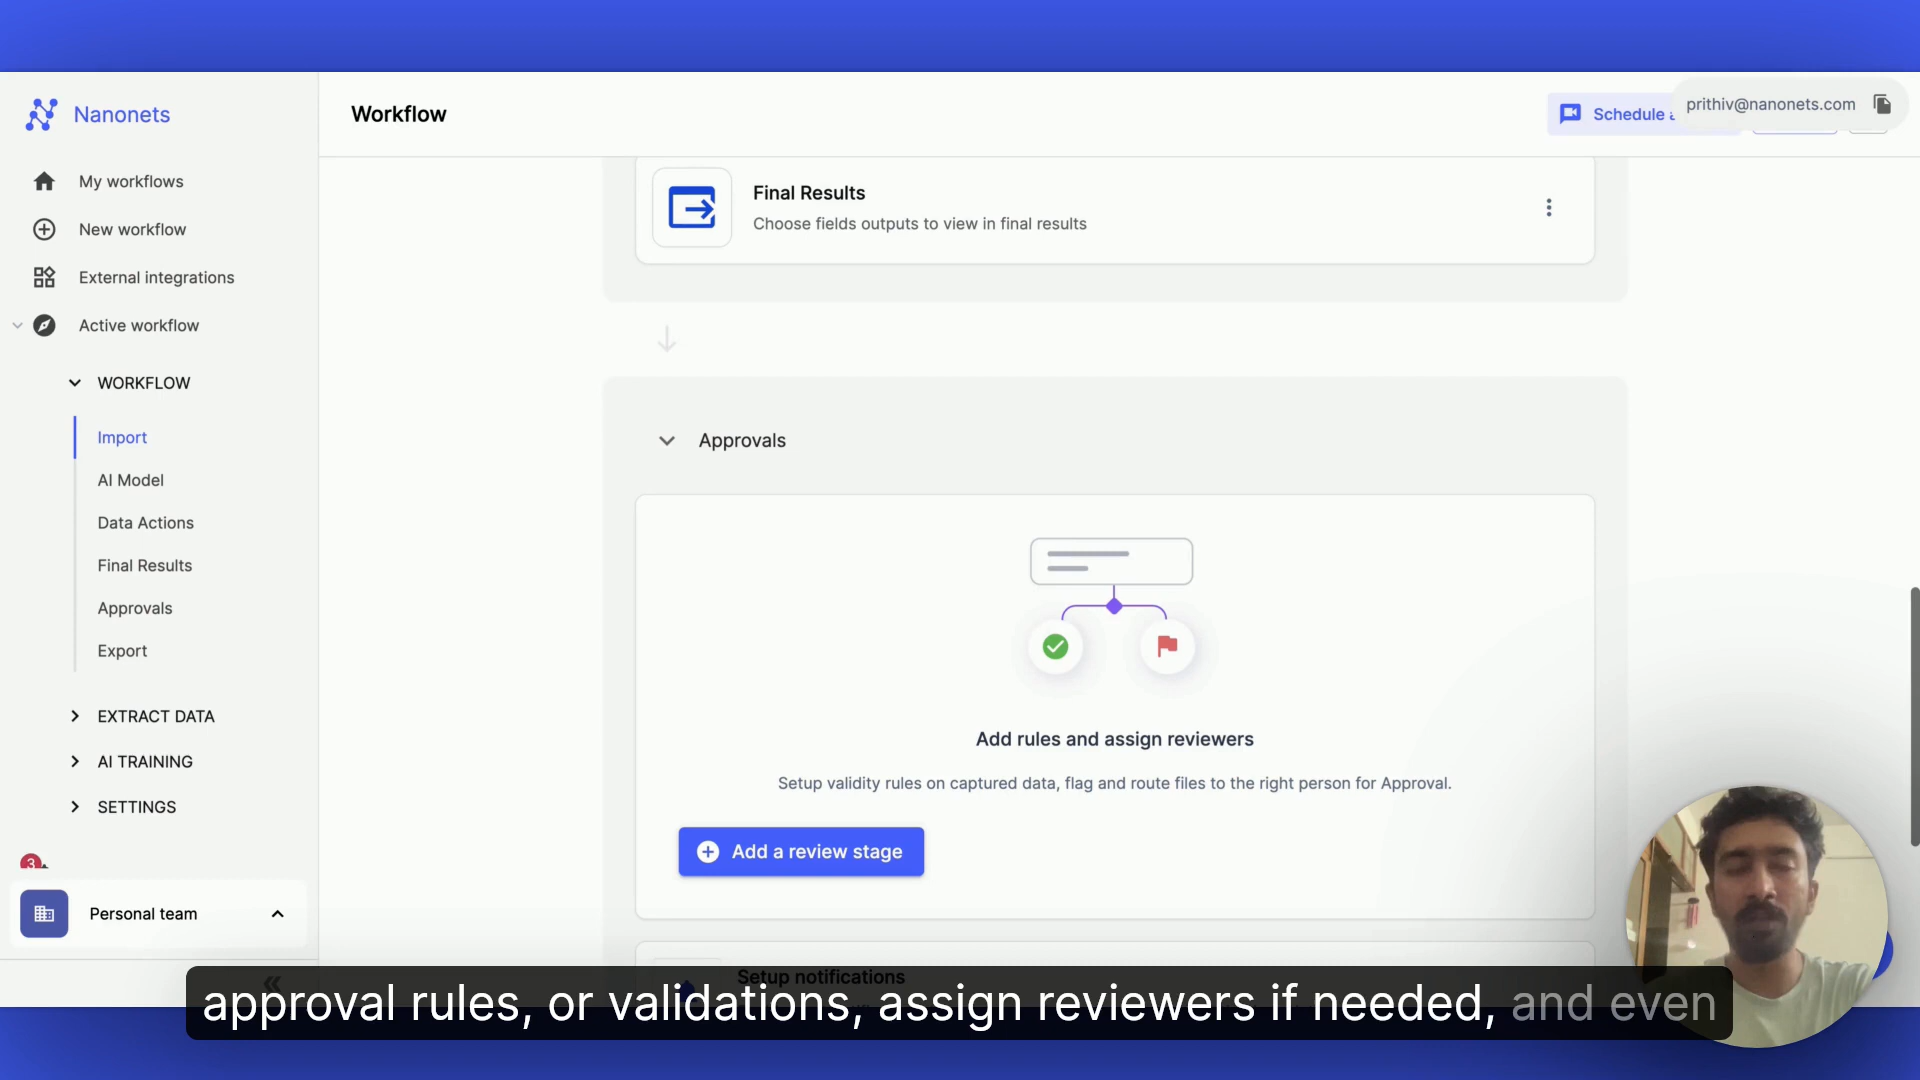 Nanonets
My workflows
New workflow
External integrations
Active workflow
WORKFLOW
Import
AI Model
Data Actions
Final Results
Approvals
Export
EXTRACT DATA
AI TRAINING
SETTINGS
3
Personal team
Workflow
Schedule a
prithiv@nanonets.com
Final Results
Choose fields outputs to view in final results
Approvals
Add rules and assign reviewers
Setup validity rules on captured data, flag and route files to the right person for Approval.
Add a review stage
Setup notifications
approval rules, or validations, assign reviewers if needed, and even